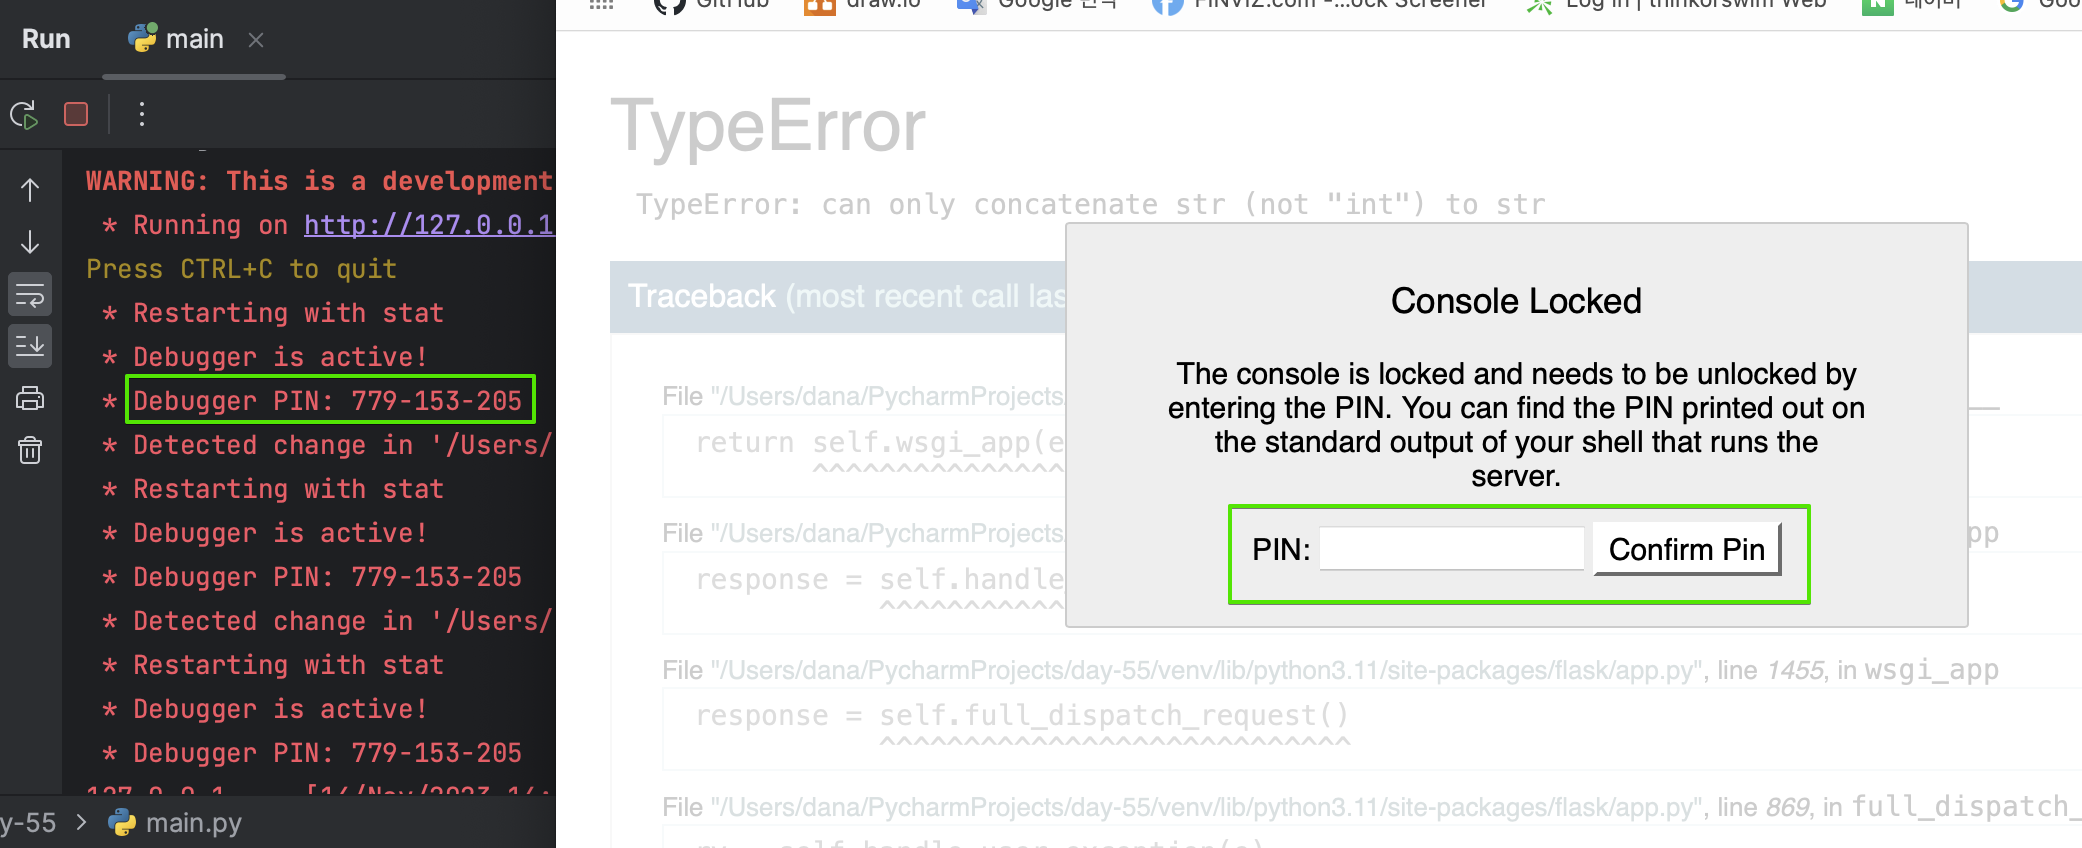 Run
main
WARNING: This is a development
* Running on http://127.0.0.1
Press CTRL+C to quit
* Restarting with stat
* Debugger is active!
* Debugger PIN: 779-153-205
* Detected change in '/Users/
* Restarting with stat
* Debugger is active!
* Debugger PIN: 779-153-205
* Detected change in '/Users/
* Restarting with stat
* Debugger is active!
* Debugger PIN: 779-153-205
y-55 > main.py
GitHub
draw.io
Google 번역
FINVIZ.com -...ock Screener
Log in | thinkorswim Web
네이버
Goo
TypeError
TypeError: can only concatenate str (not "int") to str
Traceback (most recent call las
File "/Users/dana/PycharmProjects/
return self.wsgi_app(e
^^^^^^^^^^^^^^^
File "/Users/dana/PycharmProjects
response = self.handle_
^^^^^^^^^^^
File "/Users/dana/PycharmProjects/day-55/venv/lib/python3.11/site-packages/flask/app.py", line 1455, in wsgi_app
response = self.full_dispatch_request()
^^^^^^^^^^^^^^^^^^^^^^^^^^^^
File "/Users/dana/PycharmProjects/day-55/venv/lib/python3.11/site-packages/flask/app.py", line 869, in full_dispatch_
Console Locked
The console is locked and needs to be unlocked by
entering the PIN. You can find the PIN printed out on
the standard output of your shell that runs the
server.
PIN:
Confirm Pin